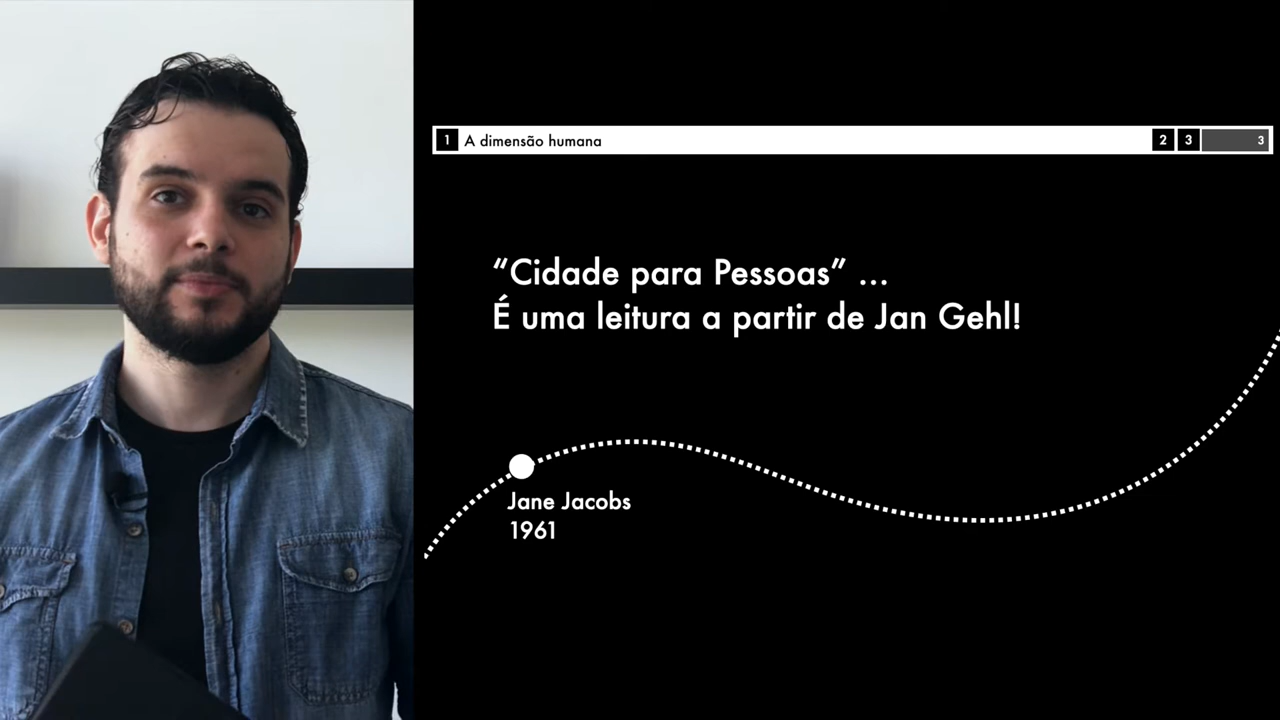 1 A dimensão humana 2 3 3
“Cidade para Pessoas” ...
É uma leitura a partir de Jan Gehl!
Jane Jacobs
1961